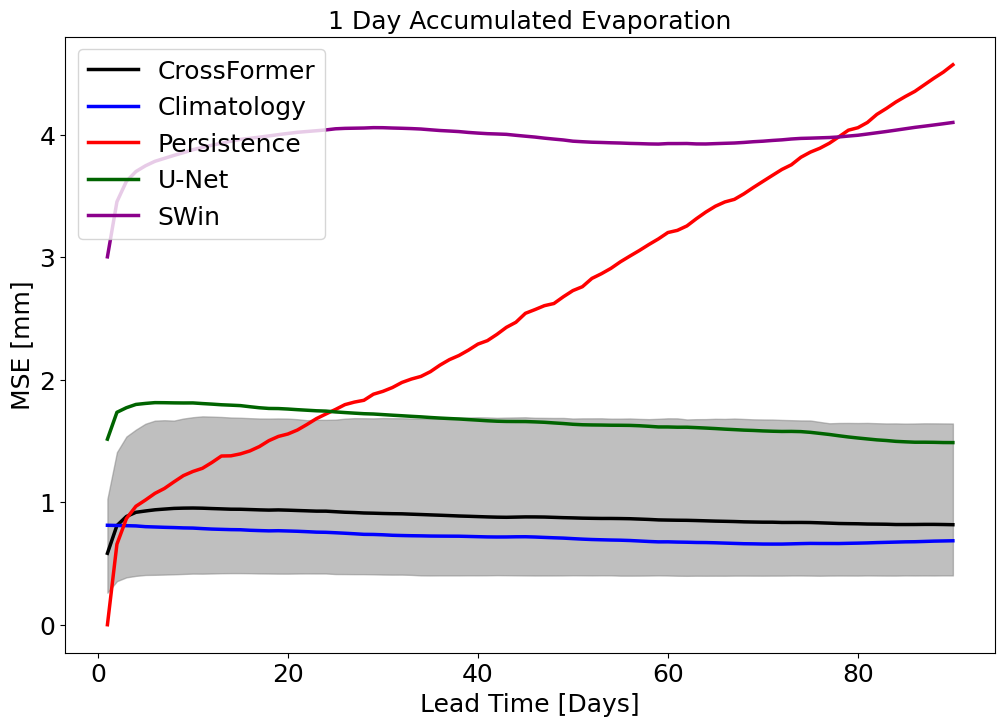 1 Day Accumulated Evaporation
CrossFormer
Climatology
Persistence
U-Net
SWin
MSE [mm]
4
3
2
1
0
0 20 40 60 80
Lead Time [Days]